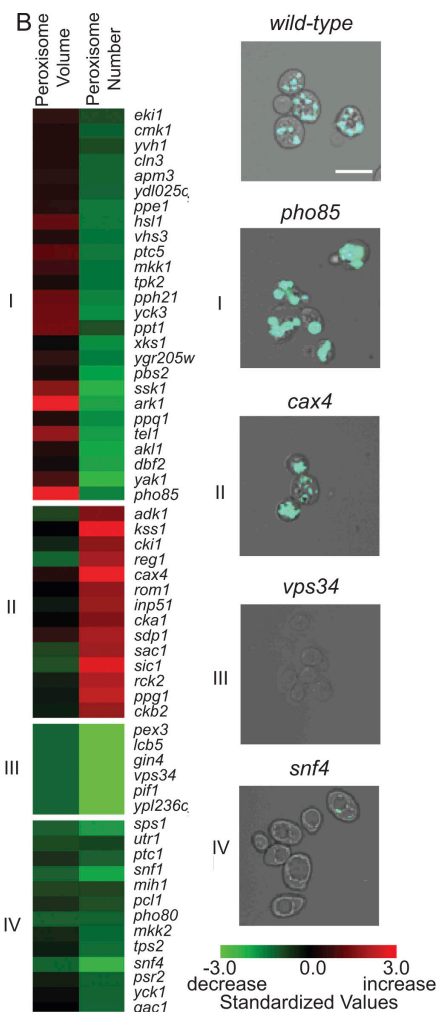 B
Peroxisome Volume
Peroxisome Number
I
eki1
cmk1
yvh1
cln3
apm3
ydl025c
ppe1
hsl1
vhs3
ptc5
mkk1
tpk2
pph21
yck3
ppt1
xks1
ygr205w
pbs2
ssk1
ark1
ppq1
tel1
akl1
dbf2
yak1
pho85
II
adk1
kss1
cki1
reg1
cax4
rom1
inp51
cka1
sdp1
sac1
sic1
rck2
ppg1
ckb2
III
pex3
lcb5
gin4
vps34
pif1
ypl236c
IV
sps1
utr1
ptc1
snf1
mih1
pcl1
pho80
mkk2
tps2
snf4
psr2
yck1
gac1
wild-type
pho85
I
cax4
II
vps34
III
snf4
IV
-3.0 0.0 3.0
decrease increase
Standardized Values